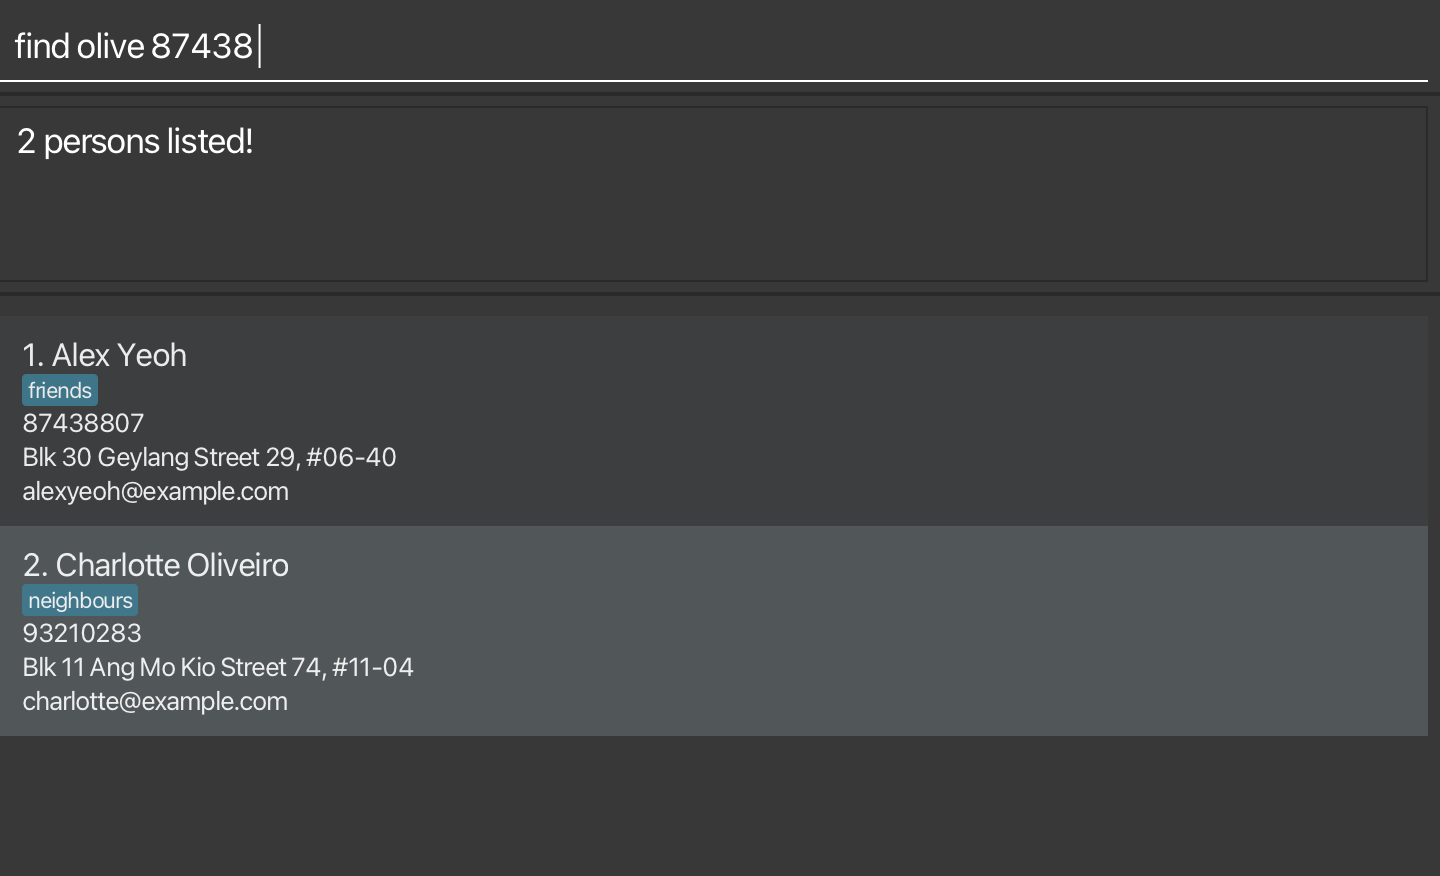 find olive 87438
2 persons listed!
1. Alex Yeoh
friends
87438807
Blk 30 Geylang Street 29, #06-40
alexyeoh@example.com
2. Charlotte Oliveiro
neighbours
93210283
Blk 11 Ang Mo Kio Street 74, #11-04
charlotte@example.com